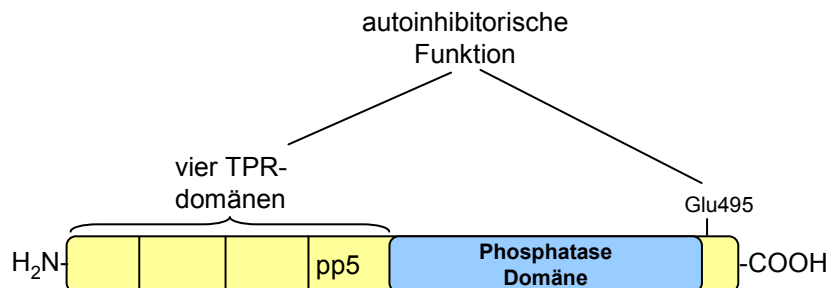 autoinhibitorische
Funktion
vier TPR-
domänen
Glu495
H₂N-
pp5
Phosphatase
Domäne
-COOH